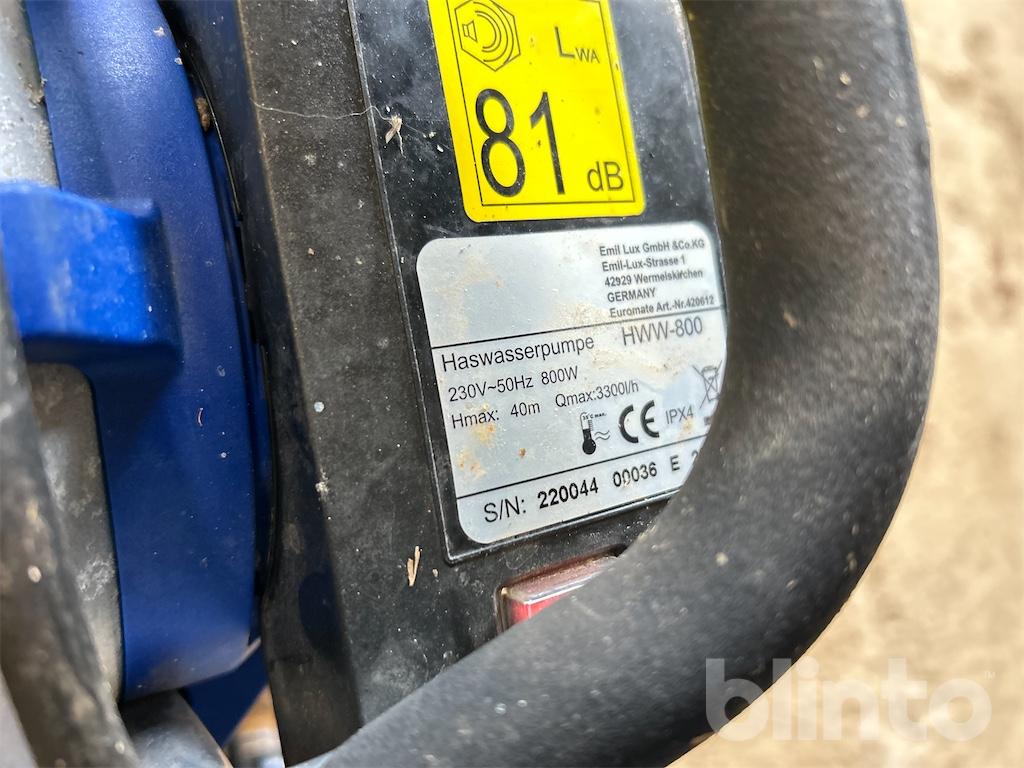 LWA
81 dB
Emil Lux GmbH &Co.KG
Emil-Lux-Strasse 1
42929 Wermelskirchen
GERMANY
Euromate Art.-Nr.420612
Haswasserpumpe HWW-800
230V~50Hz 800W
Hmax: 40m Qmax:3300l/h
CE IPX4
S/N: 220044 00036 E
blinto™